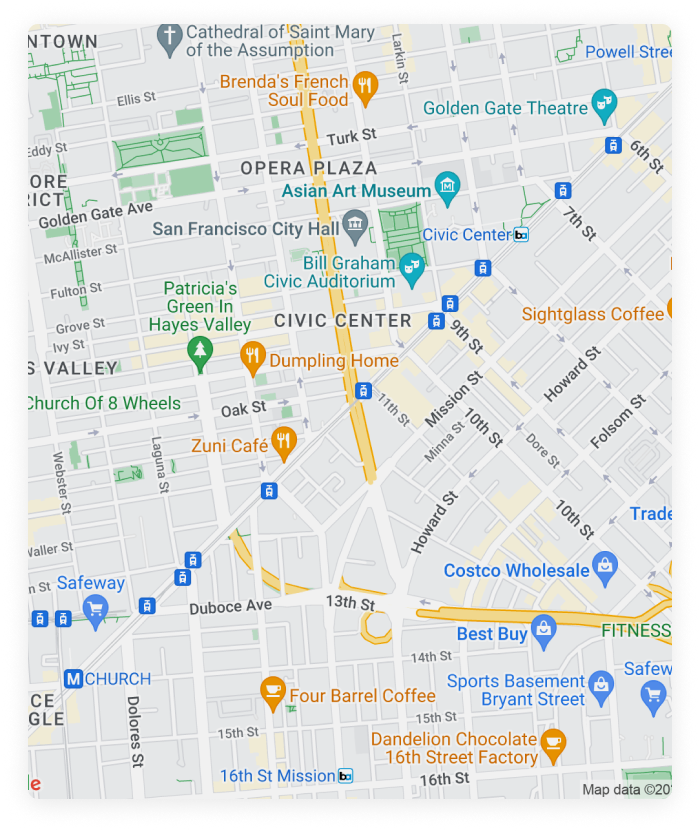 Cathedral of Saint Mary
of the Assumption
NTOWN
Larkin St
Powell Stre
Brenda's French
Soul Food
Ellis St
Golden Gate Theatre
Turk St
Eddy St
6th St
OPERA PLAZA
ORE
RICT
Asian Art Museum
Golden Gate Ave
7th St
San Francisco City Hall
Civic Center
ba
McAllister St
Bill Graham
Civic Auditorium
Fulton St
Patricia's
Green In
Hayes Valley
Sightglass Coffee
Grove St
CIVIC CENTER
9th St
Ivy St
S VALLEY
Dumpling Home
Howard St
11th St
Mission St
Church Of 8 Wheels
Oak St
Folsom St
10th St
Minna St
Dore St
Zuni Café
Laguna St
Webster St
Howard St
10th St
Trade
Waller St
Costco Wholesale
n St
Safeway
Duboce Ave
13th St
Best Buy
FITNESS
14th St
M CHURCH
Sports Basement
Bryant Street
Safew
CE
GLE
Four Barrel Coffee
Dolores St
15th St
15th St
Dandelion Chocolate
16th Street Factory
16th St Mission
ba
16th St
le
Map data ©20